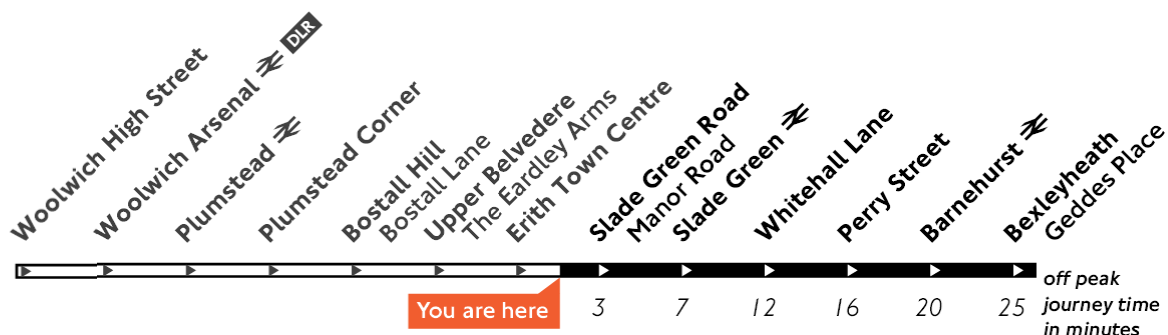 Woolwich High Street
Woolwich Arsenal DLR
Plumstead
Plumstead Corner
Bostall Hill
Bostall Lane
Upper Belvedere
The Eardley Arms
Erith Town Centre
Slade Green Road
Manor Road
Slade Green
Whitehall Lane
Perry Street
Barnehurst
Bexleyheath
Geddes Place
You are here
3 7 12 16 20 25
off peak
journey time
in minutes